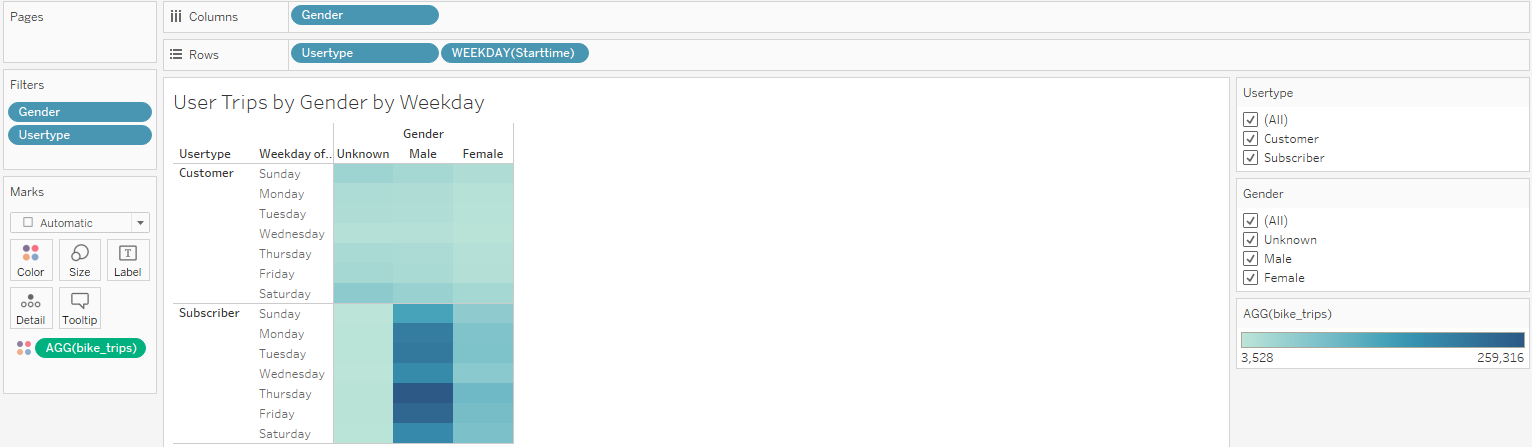 Pages
Columns Gender
Rows Usertype WEEKDAY(Starttime)
Filters
Gender
Usertype
Marks
Automatic
Color Size Label
Detail Tooltip
AGG(bike_trips)
User Trips by Gender by Weekday
Gender
Usertype Weekday of.. Unknown Male Female
Customer Sunday
Monday
Tuesday
Wednesday
Thursday
Friday
Saturday
Subscriber Sunday
Monday
Tuesday
Wednesday
Thursday
Friday
Saturday
Usertype
(All)
Customer
Subscriber
Gender
(All)
Unknown
Male
Female
AGG(bike_trips)
3,528 259,316